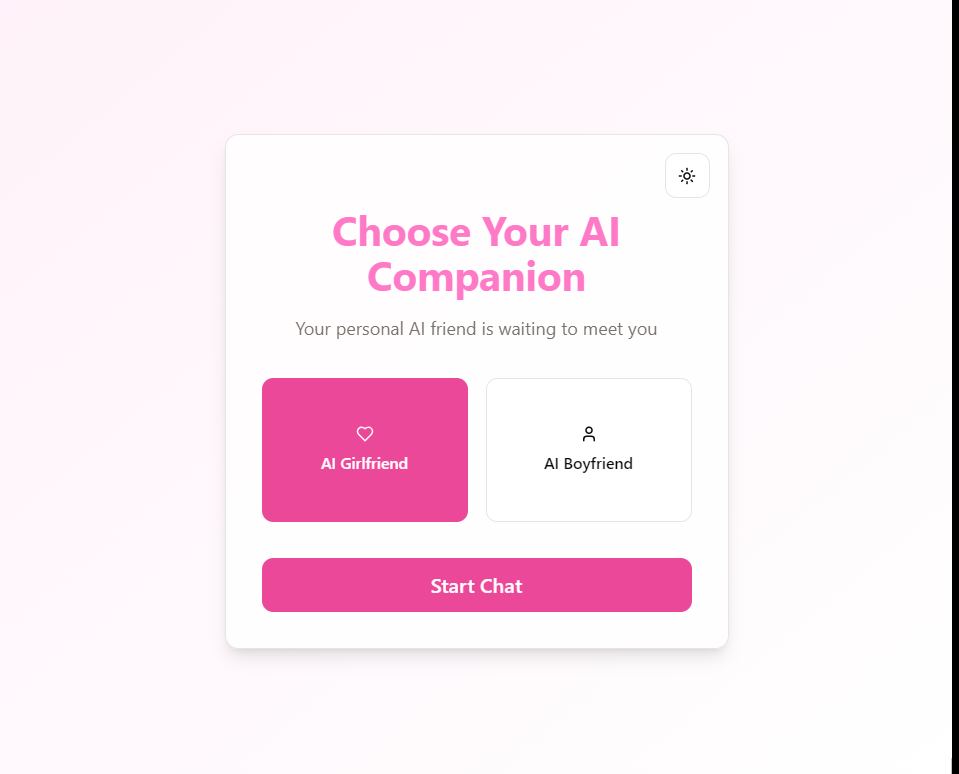 Choose Your AI
Companion
Your personal AI friend is waiting to meet you
AI Girlfriend
AI Boyfriend
Start Chat